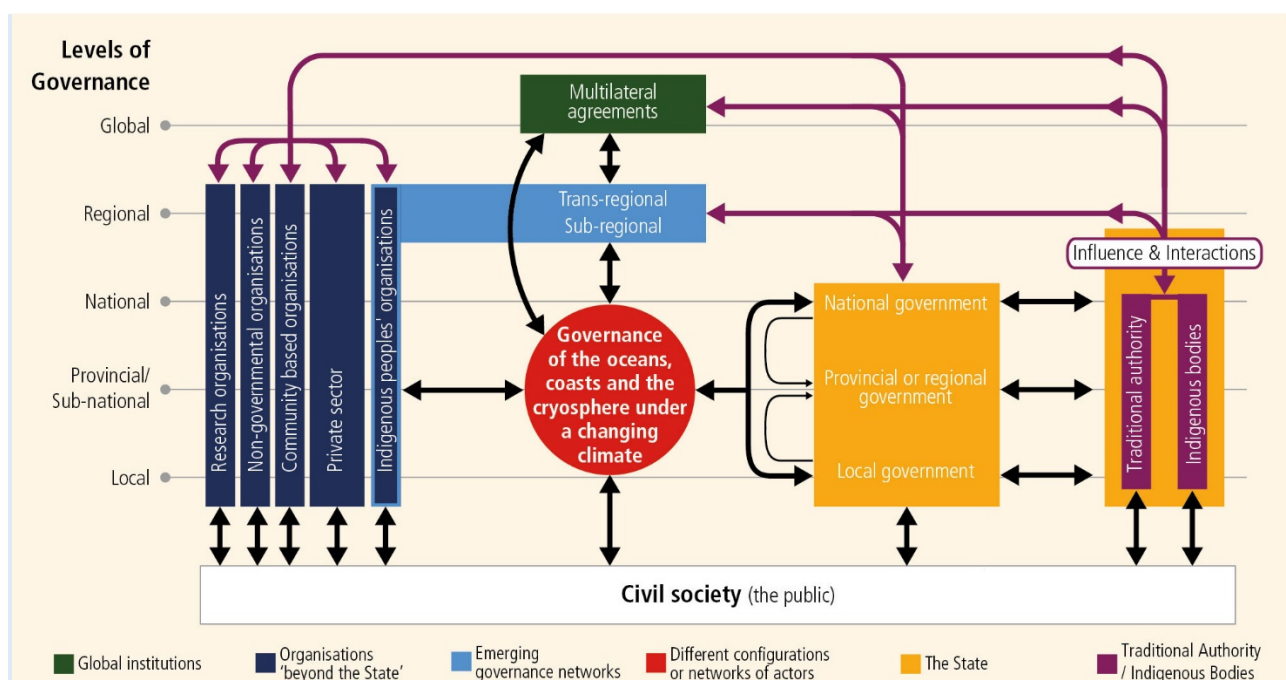 Levels of
Governance
Global
Regional
National
Provincial/
Sub-national
Local
Multilateral
agreements
Trans-regional
Sub-regional
Research organisations
Non-governmental organisations
Community based organisations
Private sector
Indigenous peoples' organisations
Governance
of the oceans,
coasts and the
cryosphere under
a changing
climate
National government
Provincial or regional
government
Local government
Influence & Interactions
Traditional authority
Indigenous bodies
Civil society (the public)
Global institutions
Organisations
'beyond the State'
Emerging
governance networks
Different configurations
or networks of actors
The State
Traditional Authority
/ Indigenous Bodies